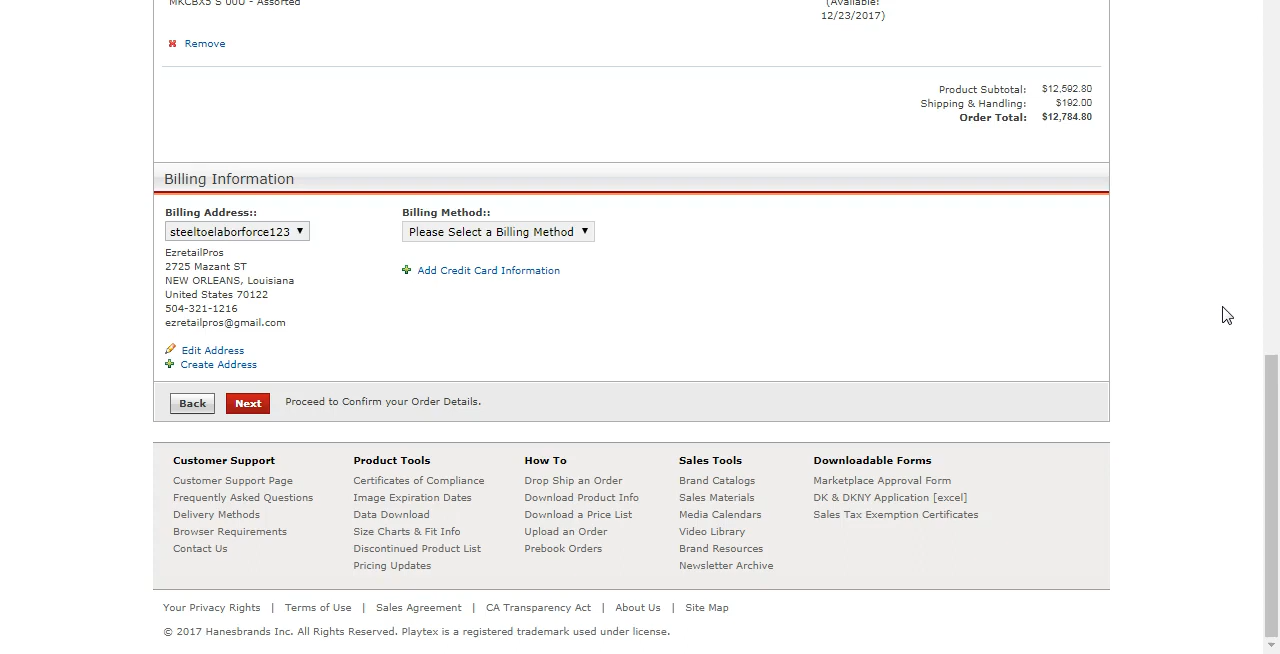 MKCBX5 S 00U - Assorted
(Available:
12/23/2017)
Remove
Product Subtotal: $12,592.80
Shipping & Handling: $192.00
Order Total: $12,784.80
Billing Information
Billing Address::
steeltoelaborforce123
EzretailPros
2725 Mazant ST
NEW ORLEANS, Louisiana
United States 70122
504-321-1216
ezretailpros@gmail.com
Edit Address
Create Address
Billing Method::
Please Select a Billing Method
Add Credit Card Information
Back Next Proceed to Confirm your Order Details.
Customer Support
Customer Support Page
Frequently Asked Questions
Delivery Methods
Browser Requirements
Contact Us
Product Tools
Certificates of Compliance
Image Expiration Dates
Data Download
Size Charts & Fit Info
Discontinued Product List
Pricing Updates
How To
Drop Ship an Order
Download Product Info
Download a Price List
Upload an Order
Prebook Orders
Sales Tools
Brand Catalogs
Sales Materials
Media Calendars
Video Library
Brand Resources
Newsletter Archive
Downloadable Forms
Marketplace Approval Form
DK & DKNY Application [excel]
Sales Tax Exemption Certificates
Your Privacy Rights | Terms of Use | Sales Agreement | CA Transparency Act | About Us | Site Map
© 2017 Hanesbrands Inc. All Rights Reserved. Playtex is a registered trademark used under license.